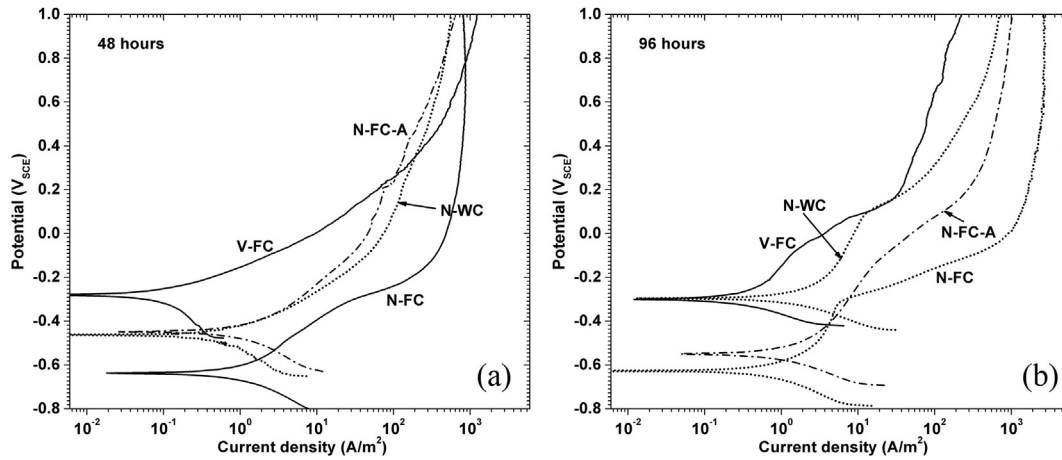 48 hours
1.0
0.8
0.6
0.4
0.2
0.0
-0.2
-0.4
-0.6
-0.8
Potential (V_SCE)
N-FC-A
N-WC
V-FC
N-FC
(a)
10^-2 10^-1 10^0 10^1 10^2 10^3
Current density (A/m^2)
96 hours
1.0
0.8
0.6
0.4
0.2
0.0
-0.2
-0.4
-0.6
-0.8
Potential (V_SCE)
N-WC
V-FC
N-FC-A
N-FC
(b)
10^-2 10^-1 10^0 10^1 10^2 10^3
Current density (A/m^2)